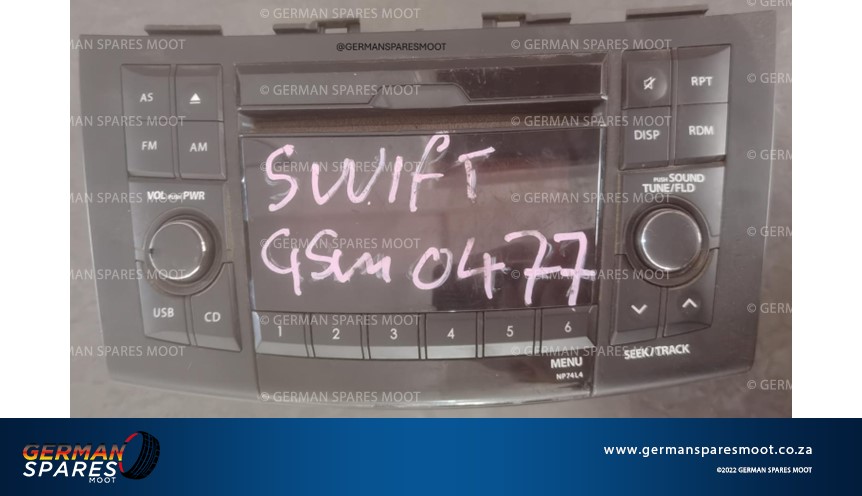 © GERMAN SPARES MOOT
@GERMANSPARESMOOT
AS
FM
AM
VOL PUSH PWR
USB
CD
RPT
DISP
RDM
PUSH SOUND
TUNE/FLD
SWIFT
GSM 0477
1 2 3 4 5 6
MENU
NP74L4
SEEK/TRACK
GERMAN
SPARES
MOOT
www.germansparesmoot.co.za
©2022 GERMAN SPARES MOOT